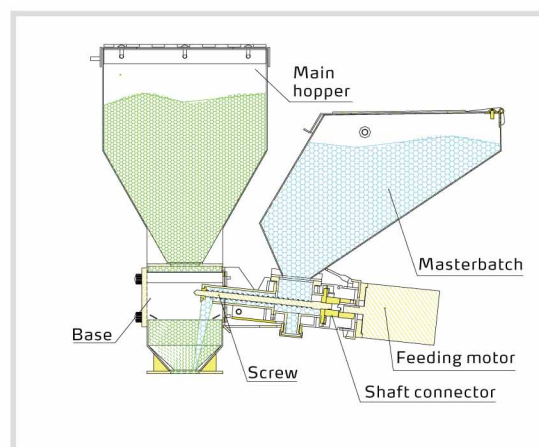 Main
hopper
Masterbatch
Base
Feeding motor
Screw
Shaft connector